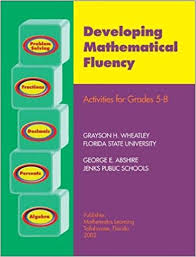 Developing
Mathematical
Fluency
Activities for Grades 5-8
Problem Solving
Fractions
Decimals
Percents
Algebra
GRAYSON H. WHEATLEY
FLORIDA STATE UNIVERSITY
GEORGE E. ABSHIRE
JENKS PUBLIC SCHOOLS
Publisher
Mathematics Learning
Tallahassee, Florida
2002